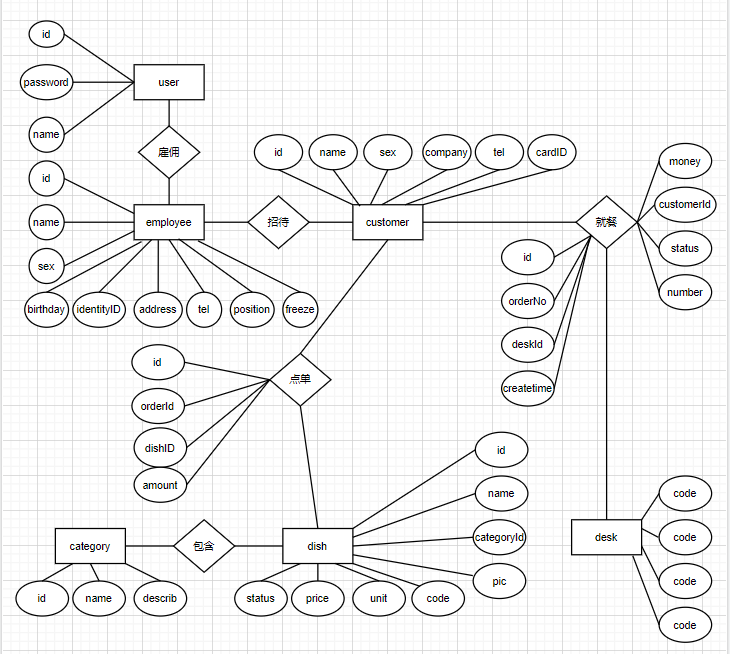 id
password
user
name
雇佣
id
name
sex
company
tel
cardID
money
id
customerId
name
employee
招待
customer
就餐
status
sex
id
number
birthday
identityID
address
tel
position
freeze
orderNo
deskId
id
点单
createtime
orderId
dishID
amount
id
name
code
category
包含
dish
categoryId
desk
code
pic
code
id
name
describ
status
price
unit
code
code